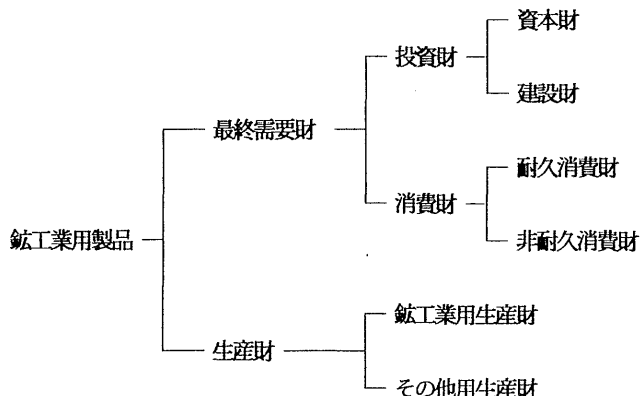 資本財
投資財
建設財
最終需要財
耐久消費財
消費財
非耐久消費財
鉱工業用製品
鉱工業用生産財
生産財
その他用生産財